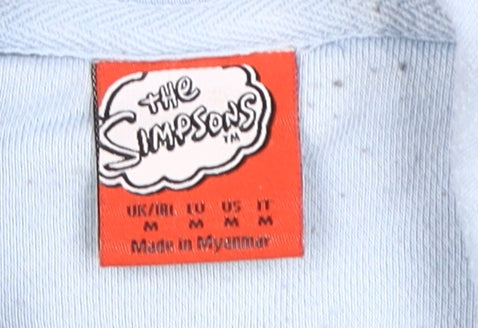 THE
SIMPSONS
TM
UK/IRL EU US IT
M M M M
Made in Myanmar